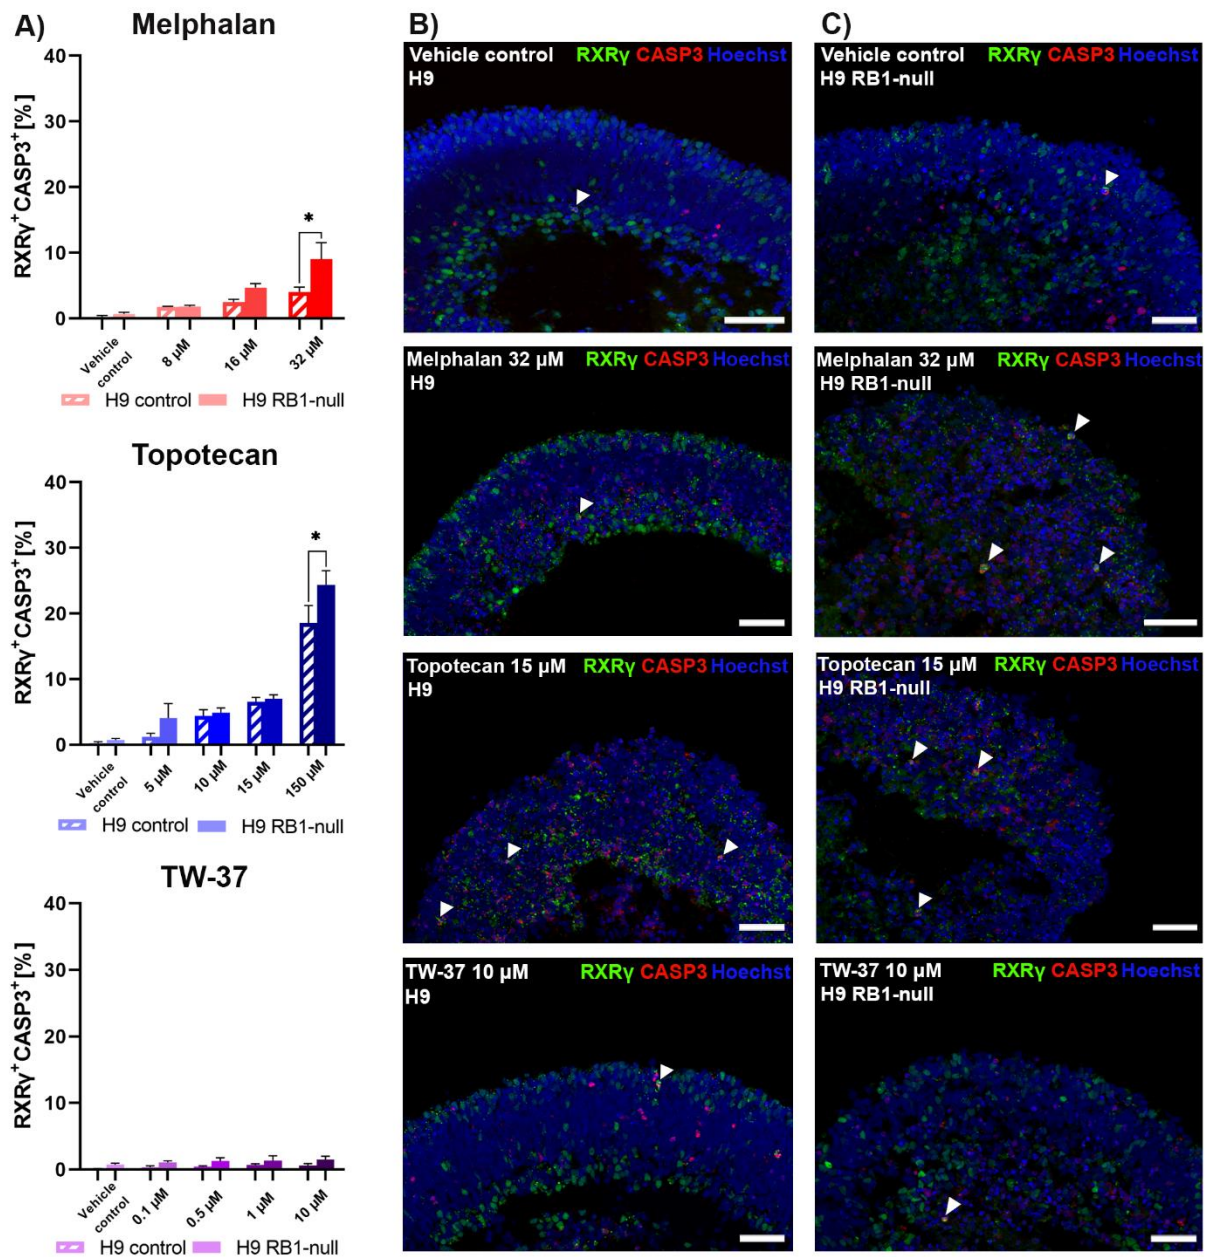 A)
Melphalan
40
30
20
10
0
RXRγ⁺CASP3⁺[%]
*
Vehicle control
8 µM
16 µM
32 µM
H9 control
H9 RB1-null
Topotecan
40
30
20
10
0
RXRγ⁺CASP3⁺[%]
*
Vehicle control
5 µM
10 µM
15 µM
150 µM
H9 control
H9 RB1-null
TW-37
40
30
20
10
0
RXRγ⁺CASP3⁺[%]
Vehicle control
0.1 µM
0.5 µM
1 µM
10 µM
H9 control
H9 RB1-null
B)
Vehicle control RXRγ CASP3 Hoechst
H9
Melphalan 32 µM RXRγ CASP3 Hoechst
H9
Topotecan 15 µM RXRγ CASP3 Hoechst
H9
TW-37 10 µM RXRγ CASP3 Hoechst
H9
C)
Vehicle control RXRγ CASP3 Hoechst
H9 RB1-null
Melphalan 32 µM RXRγ CASP3 Hoechst
H9 RB1-null
Topotecan 15 µM RXRγ CASP3 Hoechst
H9 RB1-null
TW-37 10 µM RXRγ CASP3 Hoechst
H9 RB1-null